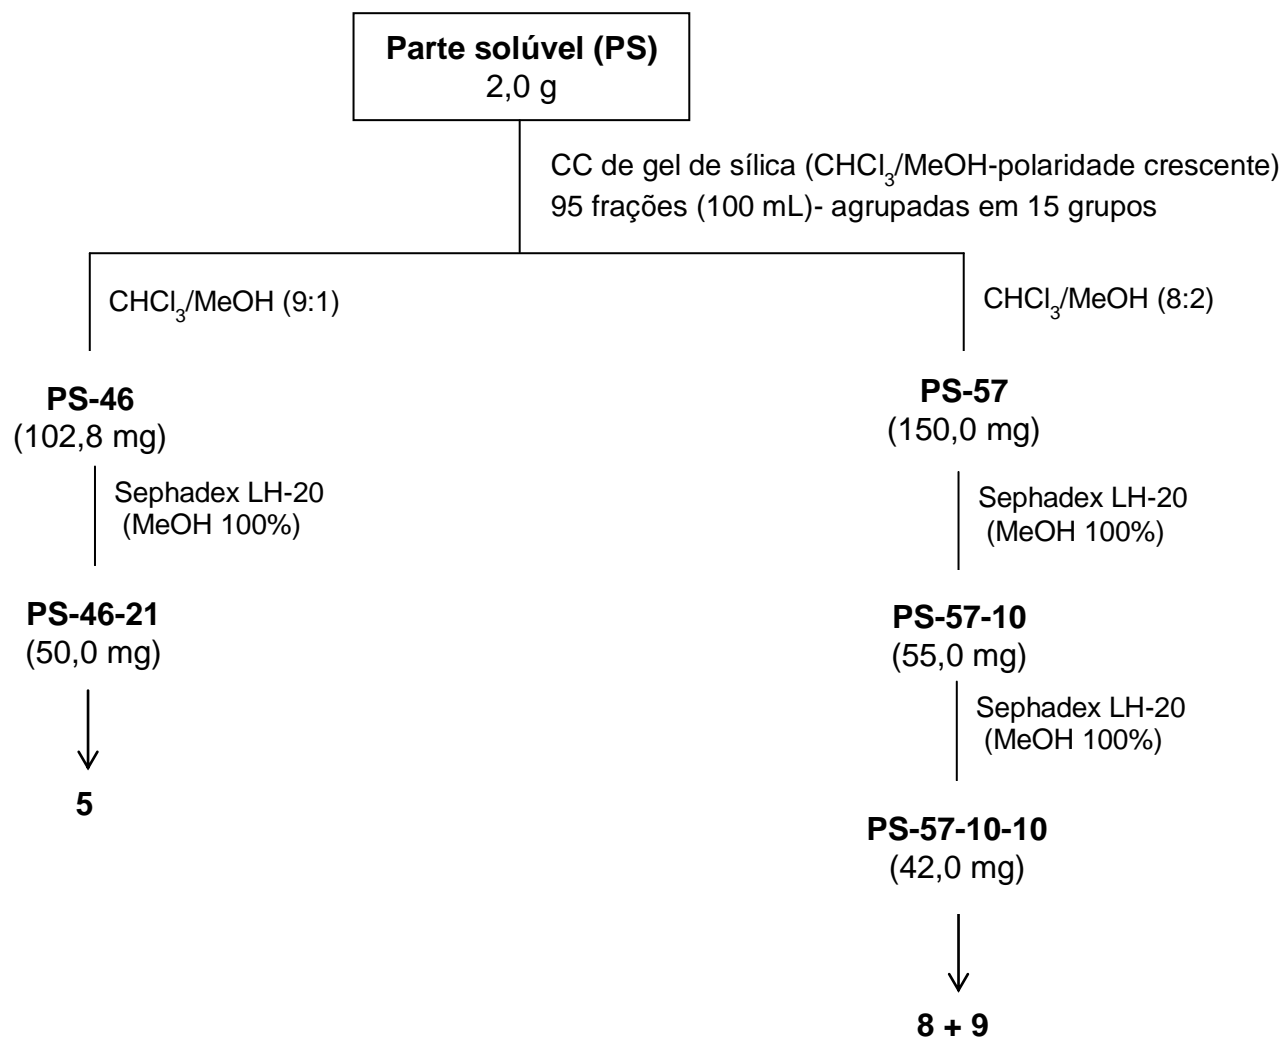 Parte solúvel (PS)
2,0 g
CC de gel de sílica (CHCl3/MeOH-polaridade crescente)
95 frações (100 mL)- agrupadas em 15 grupos
CHCl3/MeOH (9:1)
CHCl3/MeOH (8:2)
PS-46
(102,8 mg)
PS-57
(150,0 mg)
Sephadex LH-20
(MeOH 100%)
Sephadex LH-20
(MeOH 100%)
PS-46-21
(50,0 mg)
PS-57-10
(55,0 mg)
Sephadex LH-20
(MeOH 100%)
5
PS-57-10-10
(42,0 mg)
8 + 9